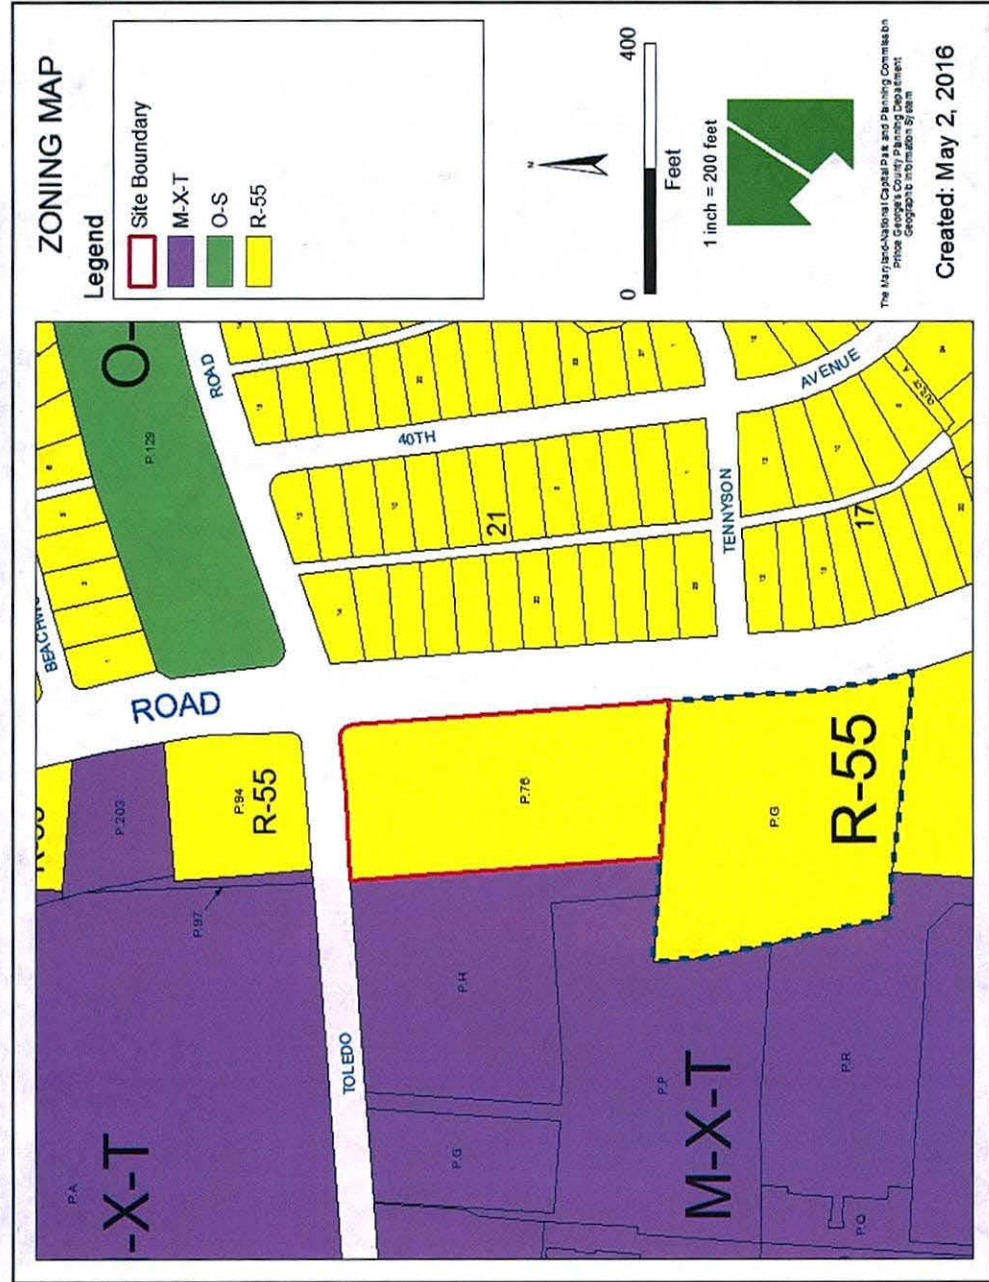 ZONING MAP
Legend
Site Boundary
M-X-T
O-S
R-55
N
0
400
Feet
1 inch = 200 feet
The Maryland-National Capital Park and Planning Commission
Prince George's County Planning Department
Geographic Information System
Created: May 2, 2016
P.129
O-
ROAD
40TH
AVENUE
OUTLOT A
21
TENNYSON
17
ROAD
P.203
P.94
R-55
P.97
P.76
P.G
R-55
TOLEDO
P.H
P.A
-X-T
P.G
P.P
M-X-T
P.R
P.Q